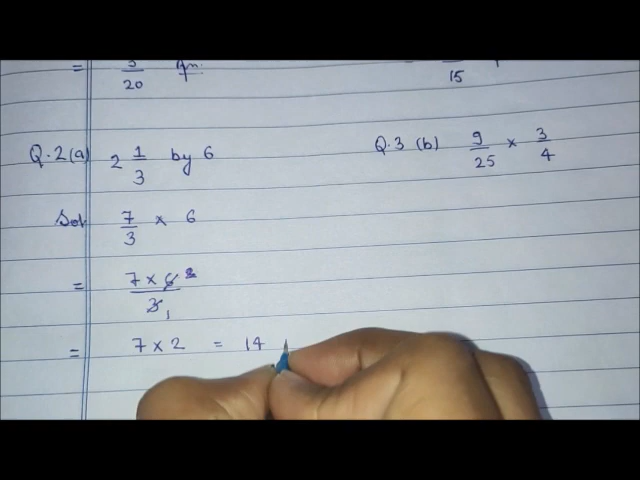 = 3/20 Ans.
15
Q.2(a) 2 1/3 by 6
Sol. 7/3 × 6
= 7 × 6 2 / 3 1
= 7 × 2 = 14
Q.3 (b) 9/25 × 3/4